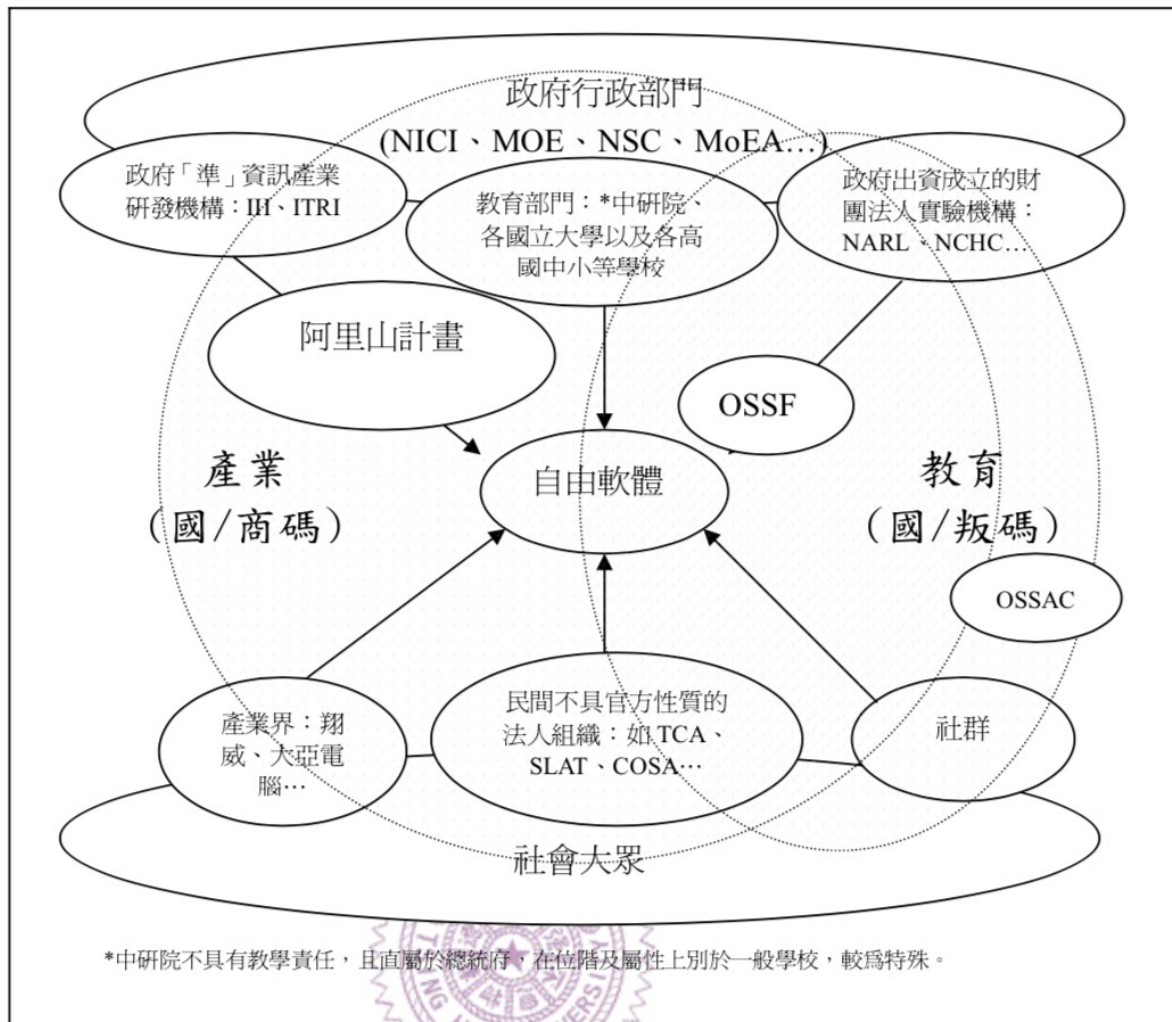 政府行政部門
(NICI、MOE、NSC、MoEA…)
政府「準」資訊產業
研發機構：III、ITRI
教育部門：*中研院、
各國立大學以及各高
國中小等學校
政府出資成立的財
團法人實驗機構：
NARL、NCHC…
阿里山計畫
OSSF
產業
（國/商碼）
自由軟體
教育
（國/叛碼）
OSSAC
產業界：翔
威、大亞電
腦…
民間不具官方性質的
法人組織：如 TCA、
SLAT、COSA…
社群
社會大眾
*中研院不具有教學責任，且直屬於總統府，在位階及屬性上別於一般學校，較為特殊。